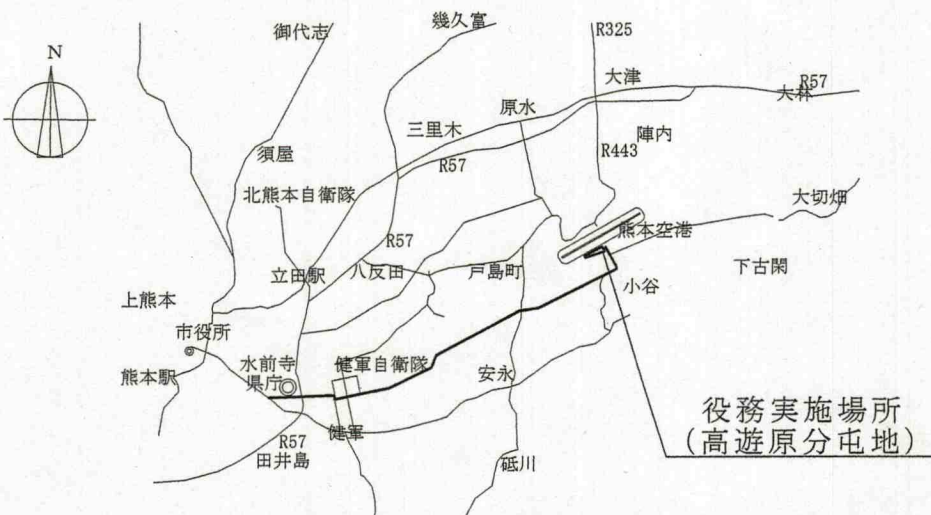 幾久富
御代志
R325
N
大津
R57
大林
原水
三里木
陣内
須屋
R57
R443
北熊本自衛隊
大切畑
熊本空港
R57
立田駅
八反田
戸島町
下古閑
小谷
上熊本
市役所
水前寺
県庁
健軍自衛隊
熊本駅
安永
役務実施場所
(高遊原分屯地)
健軍
R57
田井島
砥川